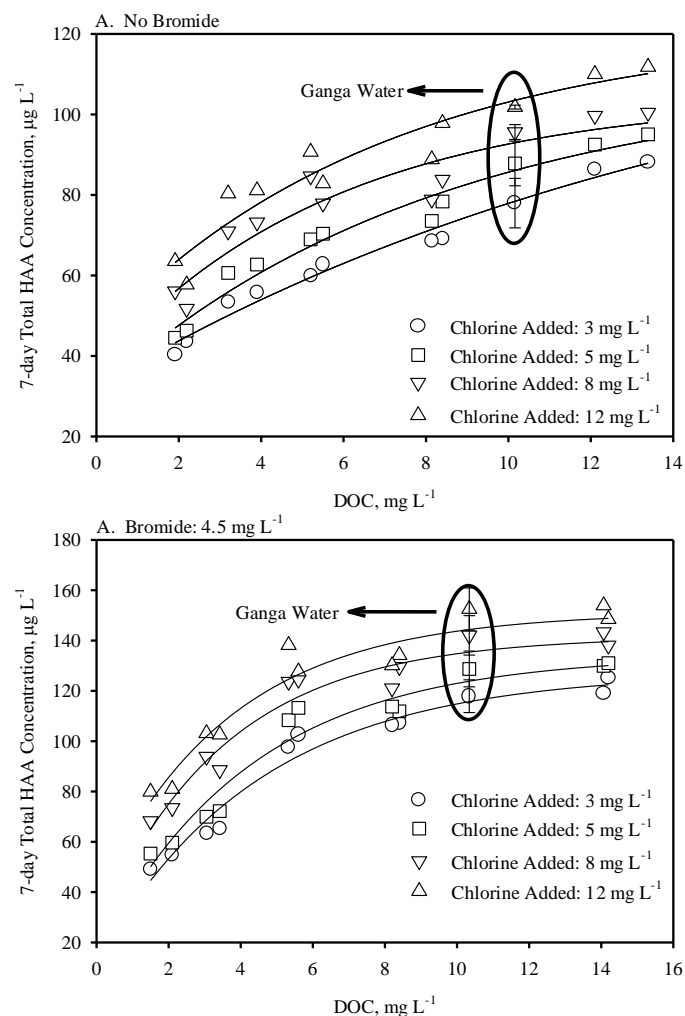 A. No Bromide
120
100
80
60
40
20
7-day Total HAA Concentration, µg L⁻¹
Ganga Water
Chlorine Added: 3 mg L⁻¹
Chlorine Added: 5 mg L⁻¹
Chlorine Added: 8 mg L⁻¹
Chlorine Added: 12 mg L⁻¹
0 2 4 6 8 10 12 14
DOC, mg L⁻¹
A. Bromide: 4.5 mg L⁻¹
180
160
140
120
100
80
60
40
20
7-day Total HAA Concentration, µg L⁻¹
Ganga Water
Chlorine Added: 3 mg L⁻¹
Chlorine Added: 5 mg L⁻¹
Chlorine Added: 8 mg L⁻¹
Chlorine Added: 12 mg L⁻¹
0 2 4 6 8 10 12 14 16
DOC, mg L⁻¹